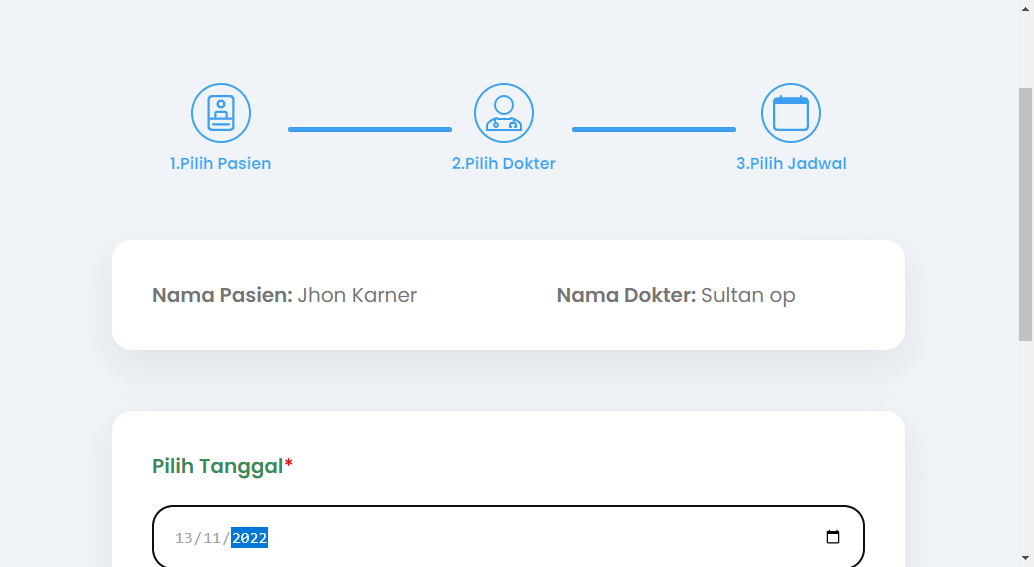 1.Pilih Pasien
2.Pilih Dokter
3.Pilih Jadwal
Nama Pasien: Jhon Karner
Nama Dokter: Sultan op
Pilih Tanggal*
13/11/2022